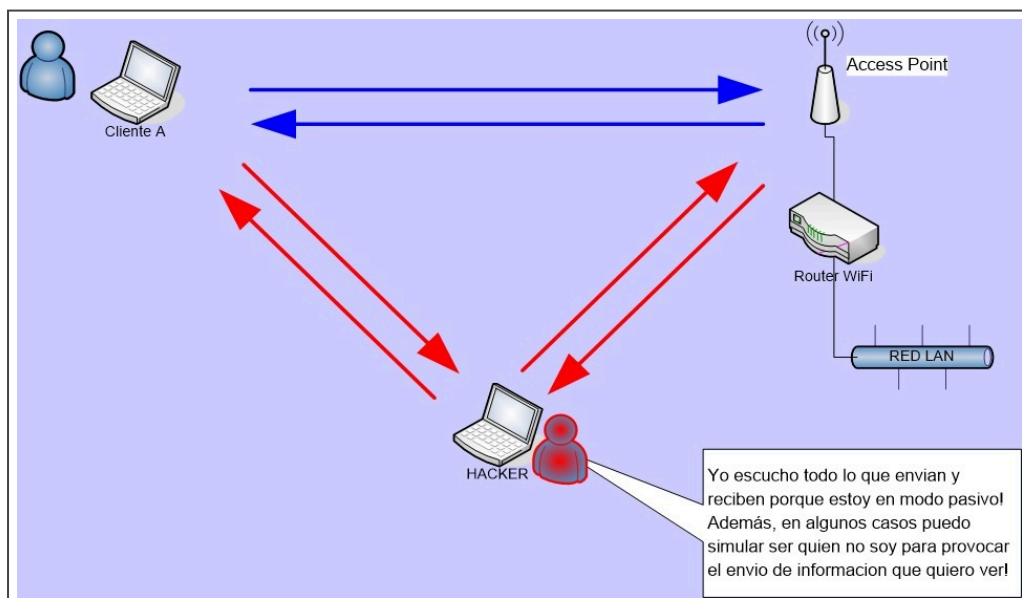 Access Point
Cliente A
Router WiFi
RED LAN
HACKER
Yo escucho todo lo que envian y
reciben porque estoy en modo pasivo!
Además, en algunos casos puedo
simular ser quien no soy para provocar
el envio de informacion que quiero ver!